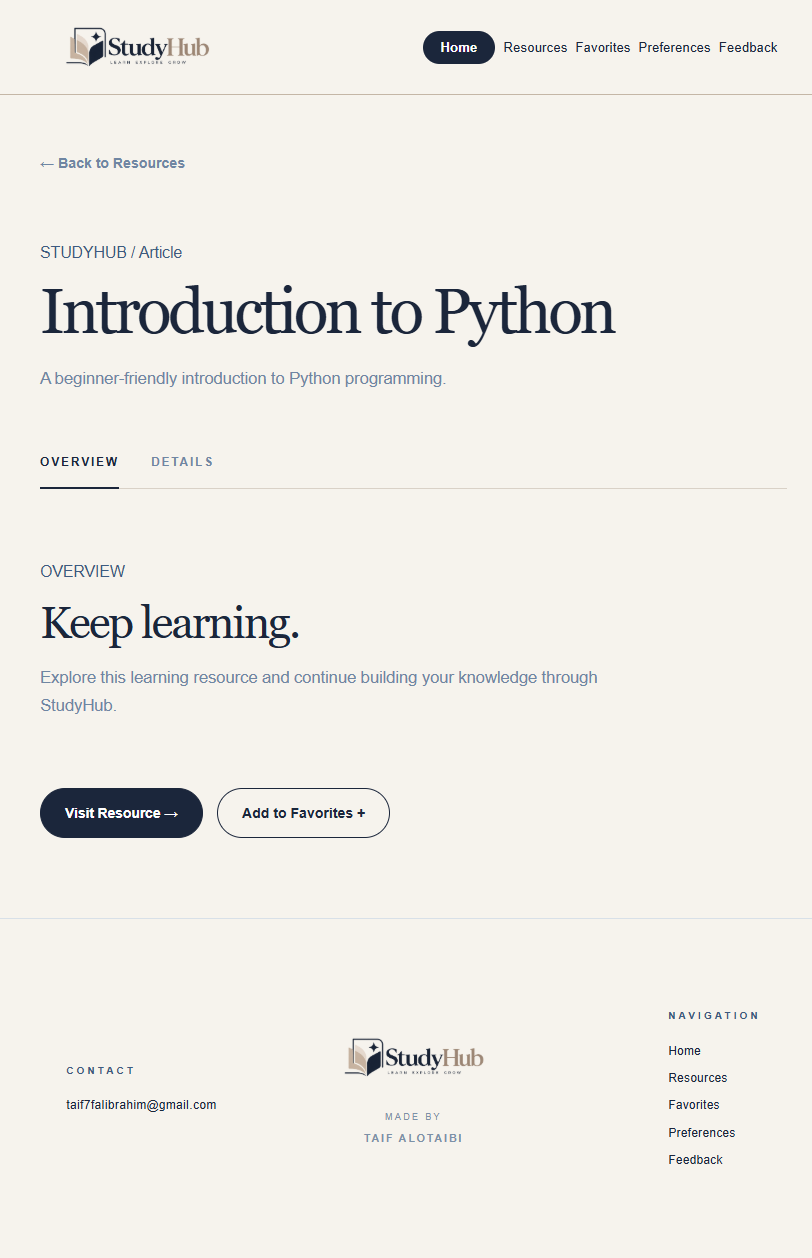 StudyHub
LEARN EXPLORE GROW
Home Resources Favorites Preferences Feedback
← Back to Resources
STUDYHUB / Article
Introduction to Python
A beginner-friendly introduction to Python programming.
OVERVIEW DETAILS
OVERVIEW
Keep learning.
Explore this learning resource and continue building your knowledge through
StudyHub.
Visit Resource → Add to Favorites +
CONTACT
taif7falibrahim@gmail.com
StudyHub
LEARN EXPLORE GROW
MADE BY
TAIF ALOTAIBI
NAVIGATION
Home
Resources
Favorites
Preferences
Feedback